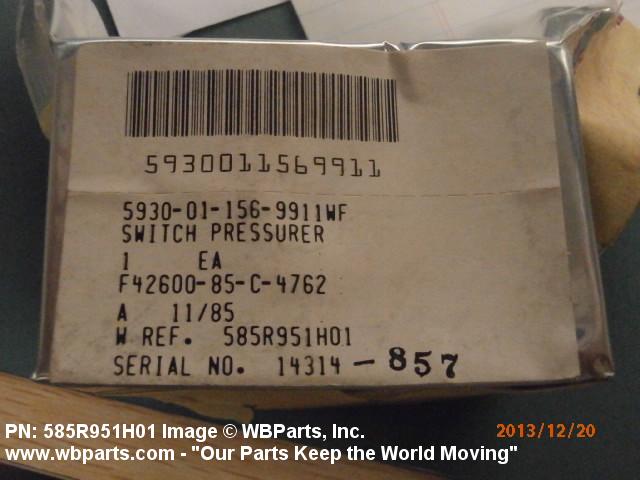 5930011569911
5930-01-156-9911WF
SWITCH PRESSURER
1 EA
F42600-85-C-4762
A 11/85
W REF. 585R951H01
SERIAL NO. 14314-857
PN: 585R951H01 Image © WBParts, Inc. 2013/12/20
www.wbparts.com - "Our Parts Keep the World Moving"